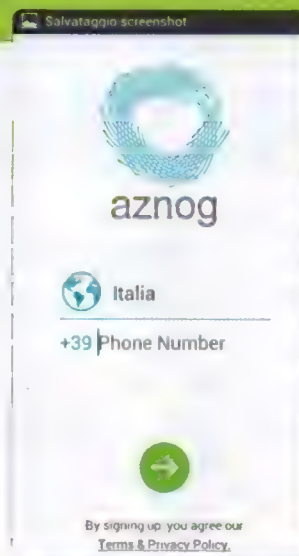 Salvataggio screenshot
aznog
Italia
+39 Phone Number
By signing up you agree our
Terms & Privacy Policy.